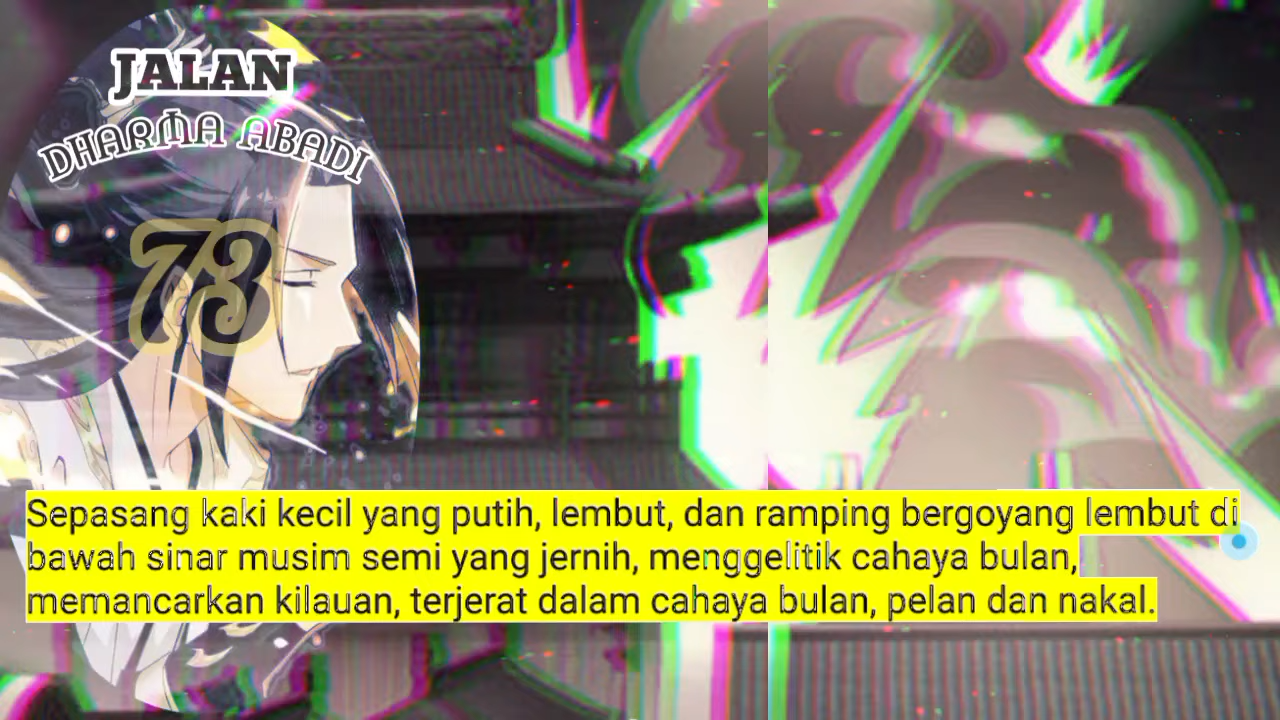 JALAN
DHARMA ABADI
73
Sepasang kaki kecil yang putih, lembut, dan ramping bergoyang lembut di
bawah sinar musim semi yang jernih, menggelitik cahaya bulan,
memancarkan kilauan, terjerat dalam cahaya bulan, pelan dan nakal.